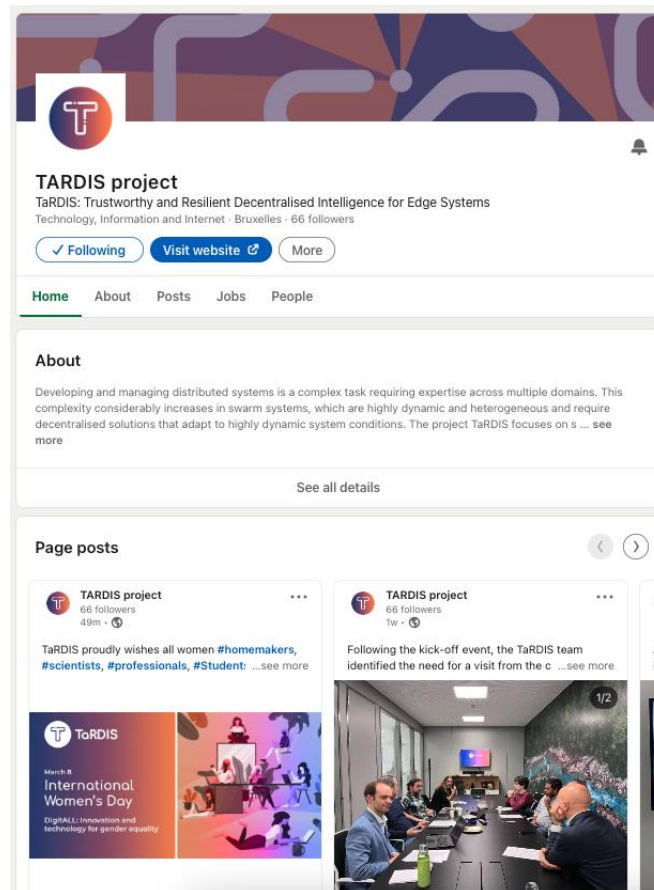 TARDIS project
TaRDIS: Trustworthy and Resilient Decentralised Intelligence for Edge Systems
Technology, Information and Internet · Bruxelles · 66 followers
✓ Following
Visit website
More
Home
About
Posts
Jobs
People
About
Developing and managing distributed systems is a complex task requiring expertise across multiple domains. This
complexity considerably increases in swarm systems, which are highly dynamic and heterogeneous and require
decentralised solutions that adapt to highly dynamic system conditions. The project TaRDIS focuses on s ... see
more
See all details
Page posts
TARDIS project
66 followers
49m •
TaRDIS proudly wishes all women #homemakers,
#scientists, #professionals, #Student: ...see more
TaRDIS
March 8
International
Women's Day
DigitALL: Innovation and
technology for gender equality
TARDIS project
66 followers
1w •
Following the kick-off event, the TaRDIS team
identified the need for a visit from the c ...see more
1/2